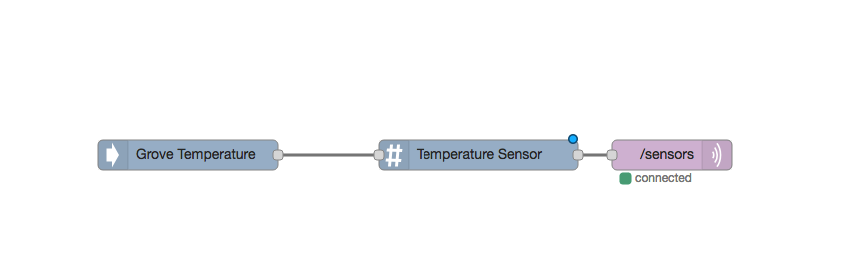 Grove Temperature
# Temperature Sensor
/sensors
connected